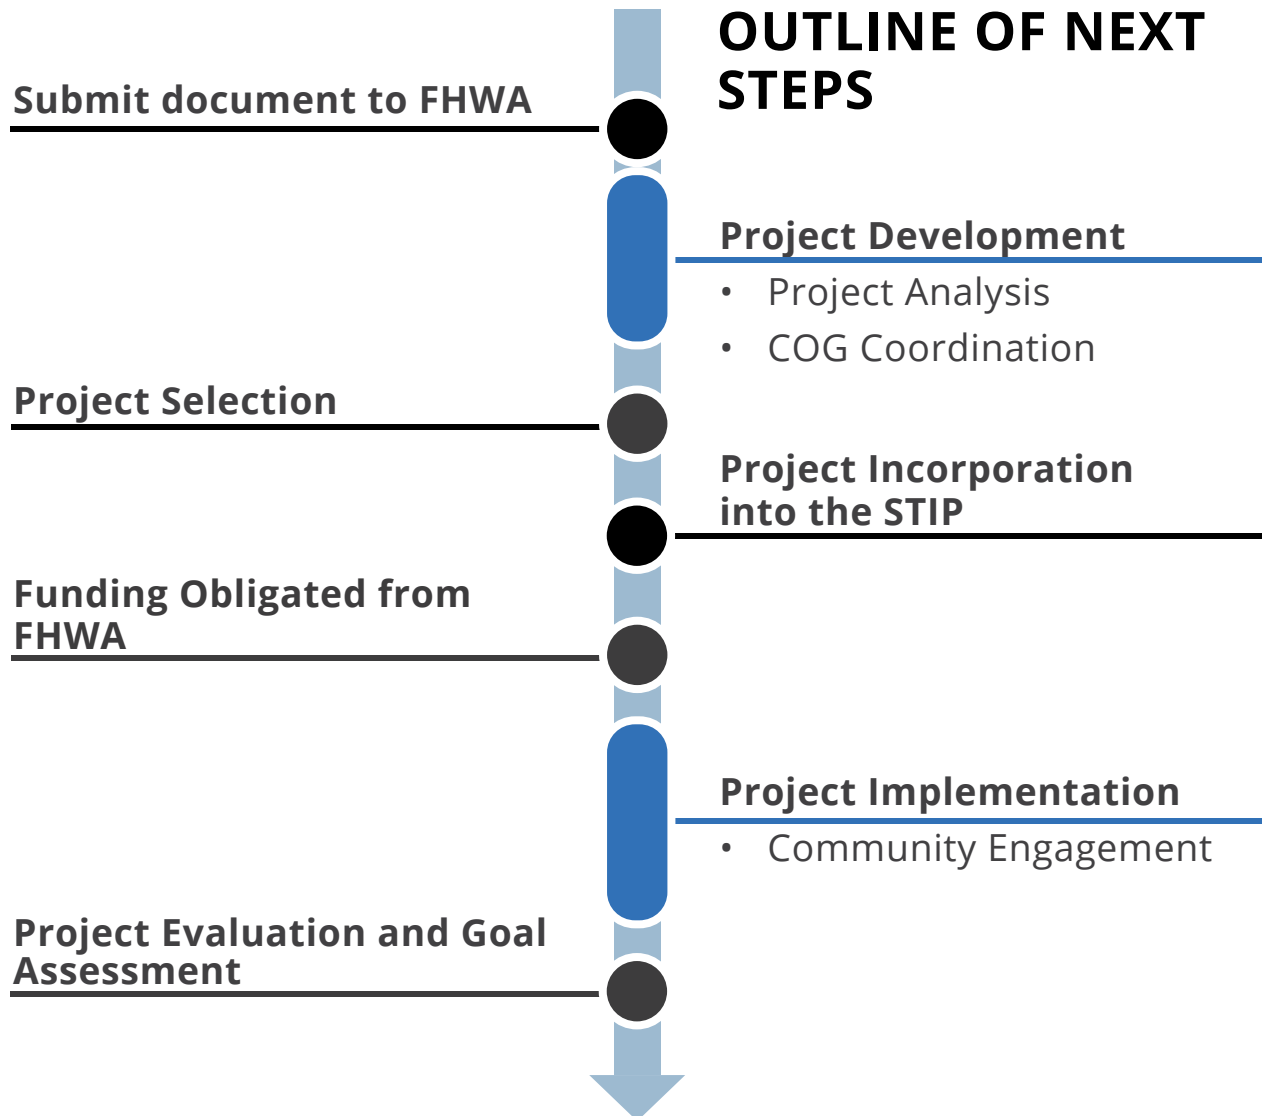 OUTLINE OF NEXT
STEPS
Submit document to FHWA
Project Development
• Project Analysis
• COG Coordination
Project Selection
Project Incorporation
into the STIP
Funding Obligated from
FHWA
Project Implementation
• Community Engagement
Project Evaluation and Goal
Assessment